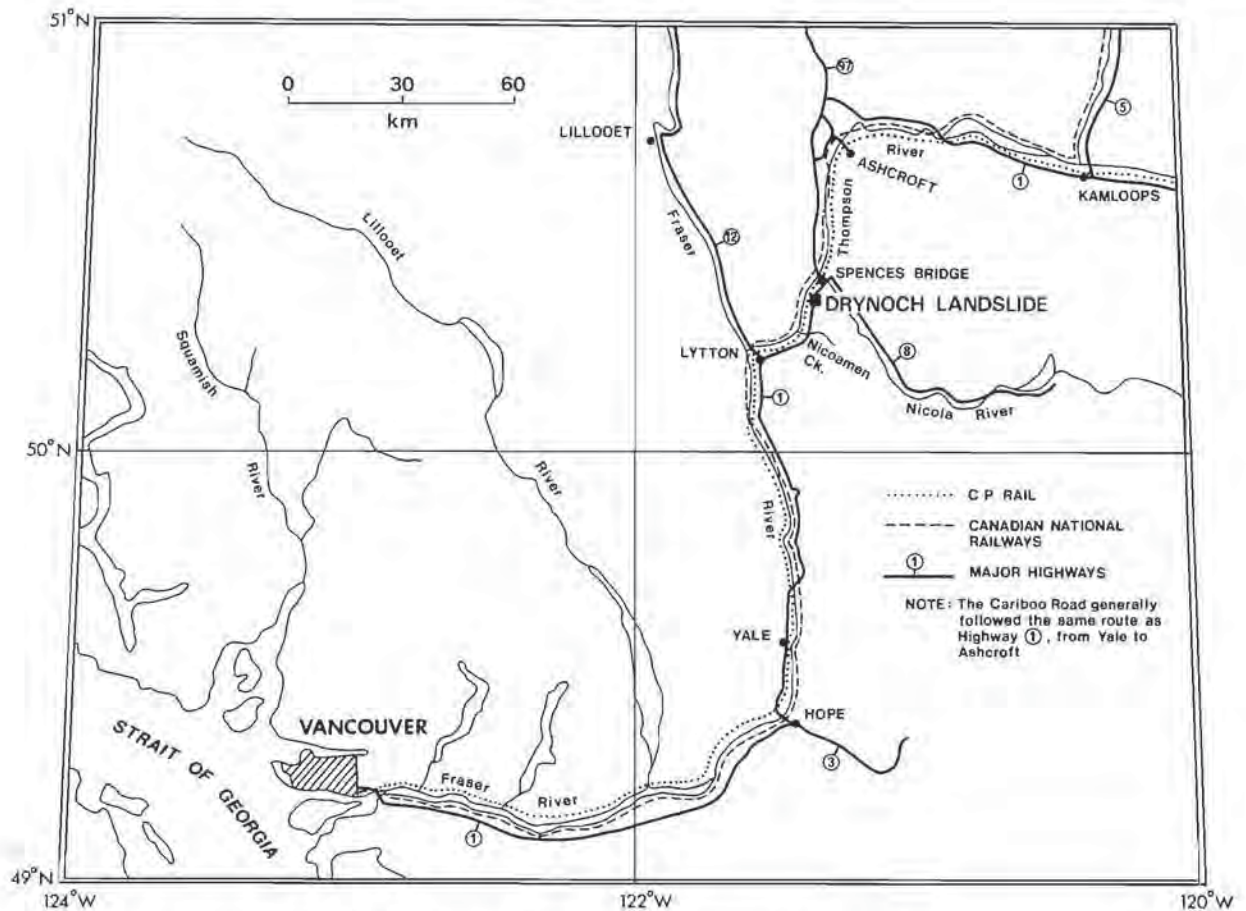 51°N
0 30 60
km
LILLOOET
97
5
River
ASHCROFT
1
KAMLOOPS
Thompson
Fraser
12
Lillooet
SPENCES BRIDGE
DRYNOCH LANDSLIDE
Squamish
LYTTON
Nicoamen
Ck.
8
1
Nicola River
50°N
River
River
River
C P RAIL
CANADIAN NATIONAL
RAILWAYS
1
MAJOR HIGHWAYS
NOTE: The Cariboo Road generally
followed the same route as
Highway 1, from Yale to
Ashcroft
YALE
HOPE
VANCOUVER
3
STRAIT OF GEORGIA
Fraser River
1
49°N
124°W
122°W
120°W